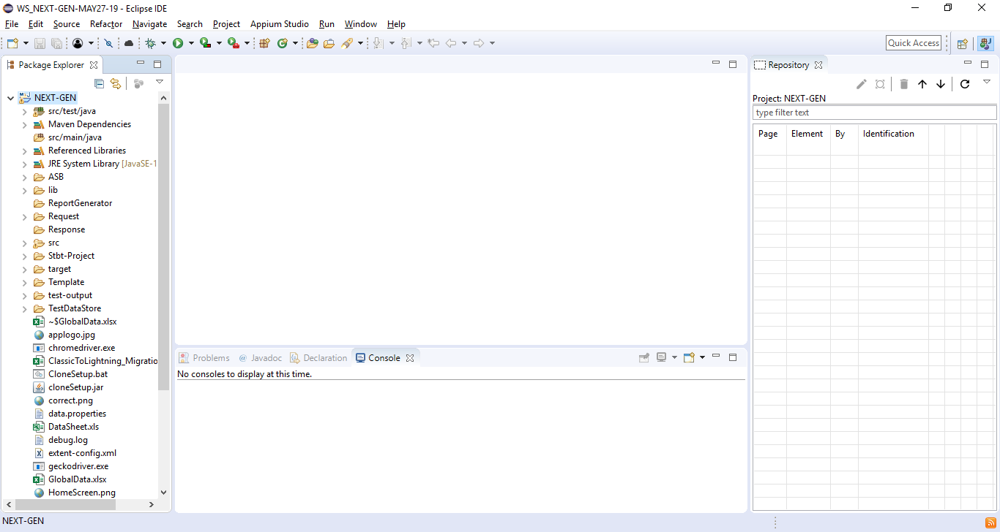 WS_NEXT-GEN-MAY27-19 - Eclipse IDE
File Edit Source Refactor Navigate Search Project Appium Studio Run Window Help
Quick Access
Package Explorer
NEXT-GEN
src/test/java
Maven Dependencies
src/main/java
Referenced Libraries
JRE System Library [JavaSE-1
ASB
lib
ReportGenerator
Request
Response
src
Stbt-Project
target
Template
test-output
TestDataStore
~$GlobalData.xlsx
applogo.jpg
chromedriver.exe
ClassicToLightning_Migratio
CloneSetup.bat
cloneSetup.jar
correct.png
data.properties
DataSheet.xls
debug.log
extent-config.xml
geckodriver.exe
GlobalData.xlsx
HomeScreen.png
Problems @ Javadoc Declaration Console
No consoles to display at this time.
Repository
Project: NEXT-GEN
type filter text
Page Element By Identification
NEXT-GEN